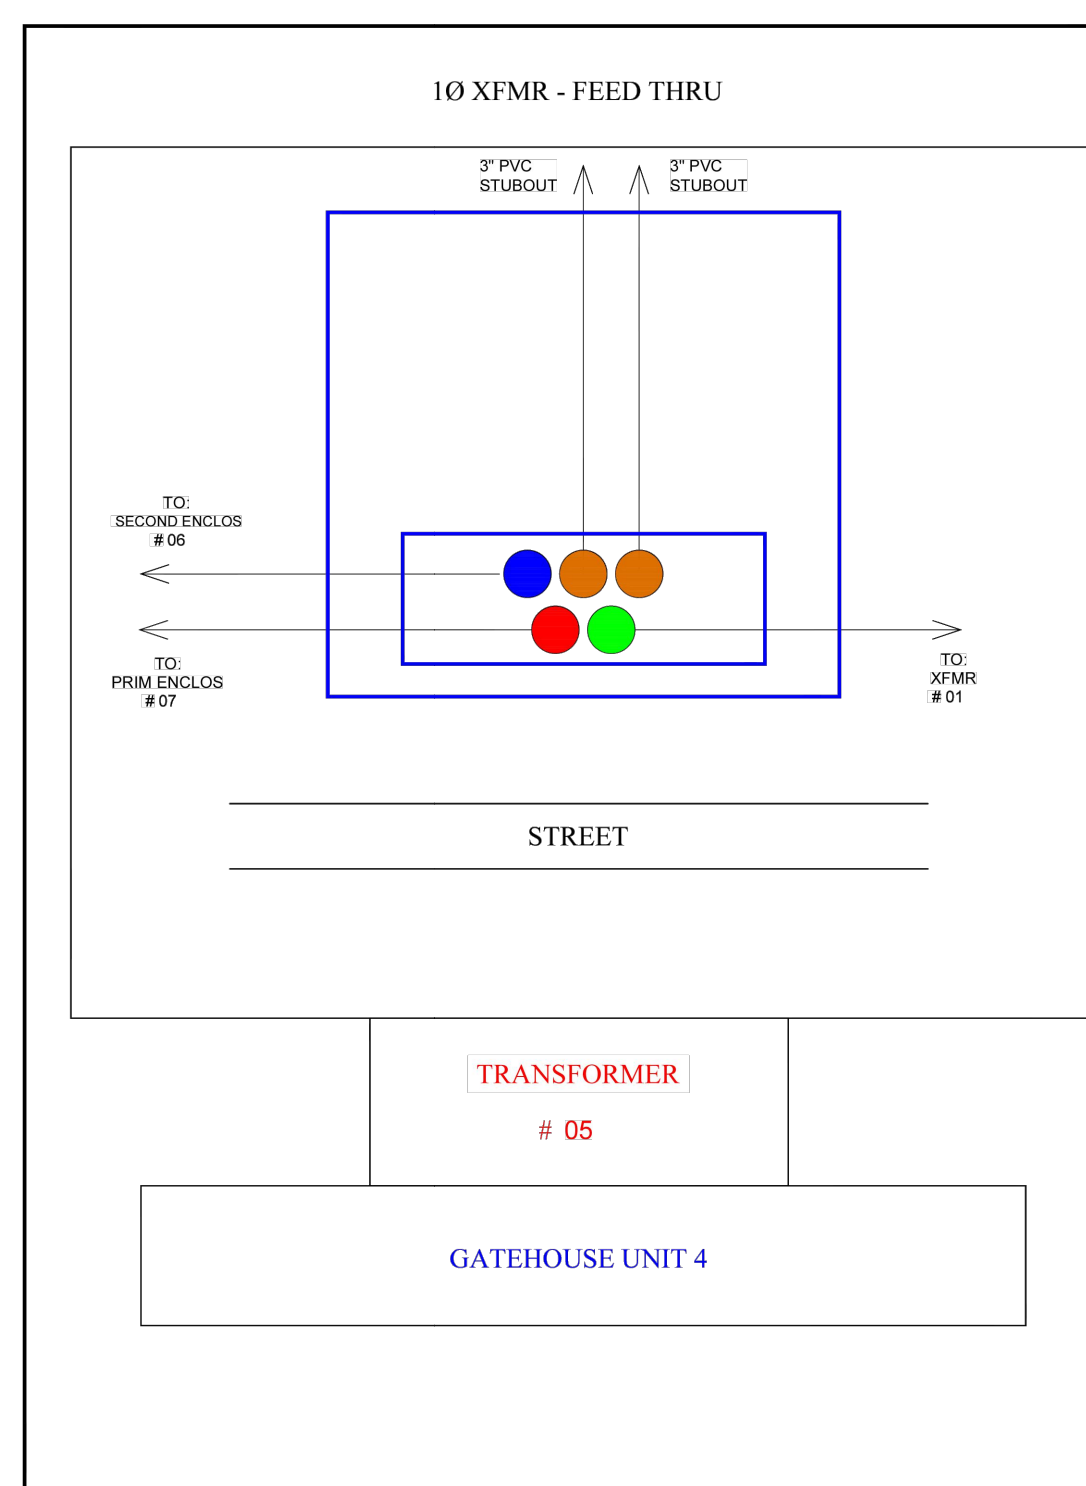 1Ø XFMR - FEED THRU
3" PVC
STUBOUT
3" PVC
STUBOUT
TO:
SECOND ENCLOS
# 06
TO:
PRIM ENCLOS
# 07
TO:
XFMR
# 01
STREET
TRANSFORMER
# 05
GATEHOUSE UNIT 4